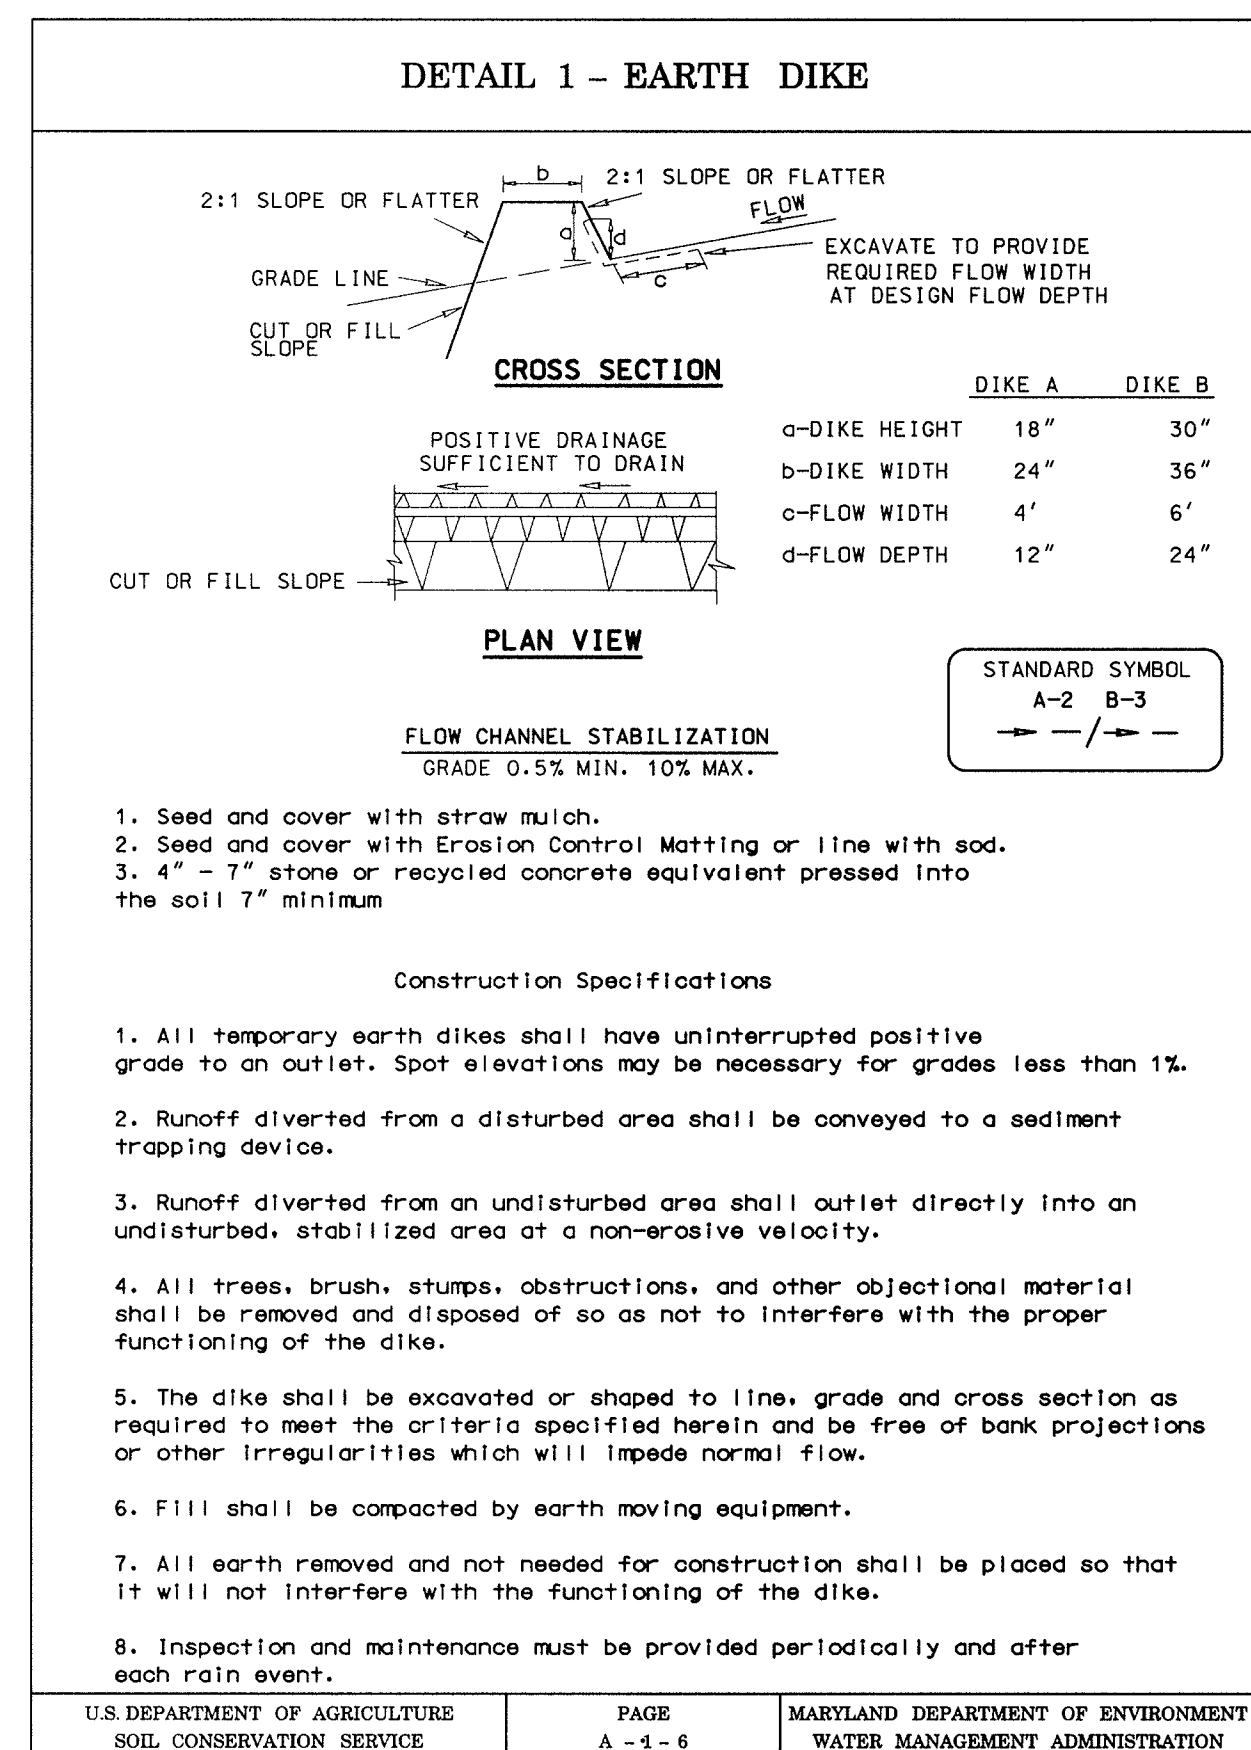 DETAIL 1 - EARTH DIKE
b
2:1 SLOPE OR FLATTER
2:1 SLOPE OR FLATTER
FLOW
a
d
EXCAVATE TO PROVIDE
REQUIRED FLOW WIDTH
AT DESIGN FLOW DEPTH
GRADE LINE
c
CUT OR FILL
SLOPE
CROSS SECTION
DIKE A DIKE B
a-DIKE HEIGHT 18" 30"
b-DIKE WIDTH 24" 36"
c-FLOW WIDTH 4' 6'
d-FLOW DEPTH 12" 24"
POSITIVE DRAINAGE
SUFFICIENT TO DRAIN
CUT OR FILL SLOPE
PLAN VIEW
STANDARD SYMBOL
A-2 B-3
FLOW CHANNEL STABILIZATION
GRADE 0.5% MIN. 10% MAX.
1. Seed and cover with straw mulch.
2. Seed and cover with Erosion Control Matting or line with sod.
3. 4" - 7" stone or recycled concrete equivalent pressed into
the soil 7" minimum
Construction Specifications
1. All temporary earth dikes shall have uninterrupted positive
grade to an outlet. Spot elevations may be necessary for grades less than 1%.
2. Runoff diverted from a disturbed area shall be conveyed to a sediment
trapping device.
3. Runoff diverted from an undisturbed area shall outlet directly into an
undisturbed, stabilized area at a non-erosive velocity.
4. All trees, brush, stumps, obstructions, and other objectional material
shall be removed and disposed of so as not to interfere with the proper
functioning of the dike.
5. The dike shall be excavated or shaped to line, grade and cross section as
required to meet the criteria specified herein and be free of bank projections
or other irregularities which will impede normal flow.
6. Fill shall be compacted by earth moving equipment.
7. All earth removed and not needed for construction shall be placed so that
it will not interfere with the functioning of the dike.
8. Inspection and maintenance must be provided periodically and after
each rain event.
U.S. DEPARTMENT OF AGRICULTURE
SOIL CONSERVATION SERVICE
PAGE
A - 1 - 6
MARYLAND DEPARTMENT OF ENVIRONMENT
WATER MANAGEMENT ADMINISTRATION